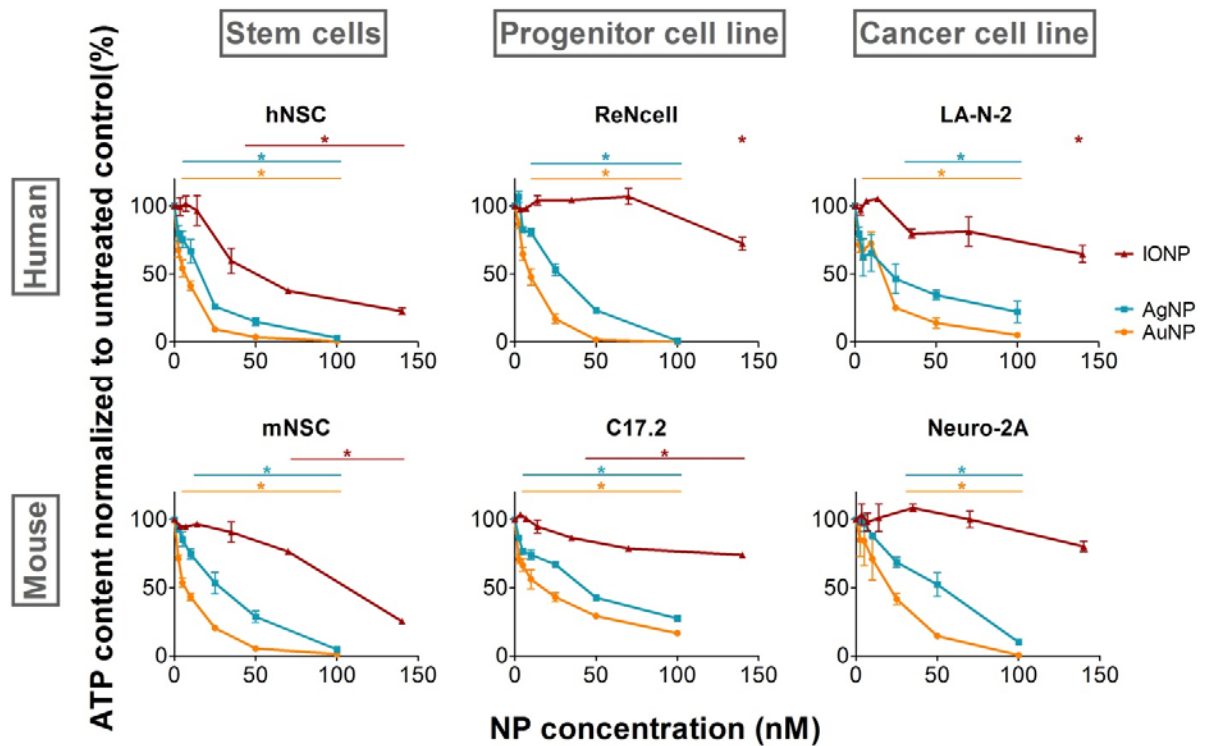 Stem cells
Progenitor cell line
Cancer cell line
ATP content normalized to untreated control(%)
Human
hNSC
*
*
*
100
50
0
0 50 100 150
ReNcell
*
*
*
100
50
0
0 50 100 150
LA-N-2
*
*
*
100
50
0
0 50 100 150
IONP
AgNP
AuNP
Mouse
mNSC
*
*
*
100
50
0
0 50 100 150
C17.2
*
*
*
100
50
0
0 50 100 150
Neuro-2A
*
*
100
50
0
0 50 100 150
NP concentration (nM)